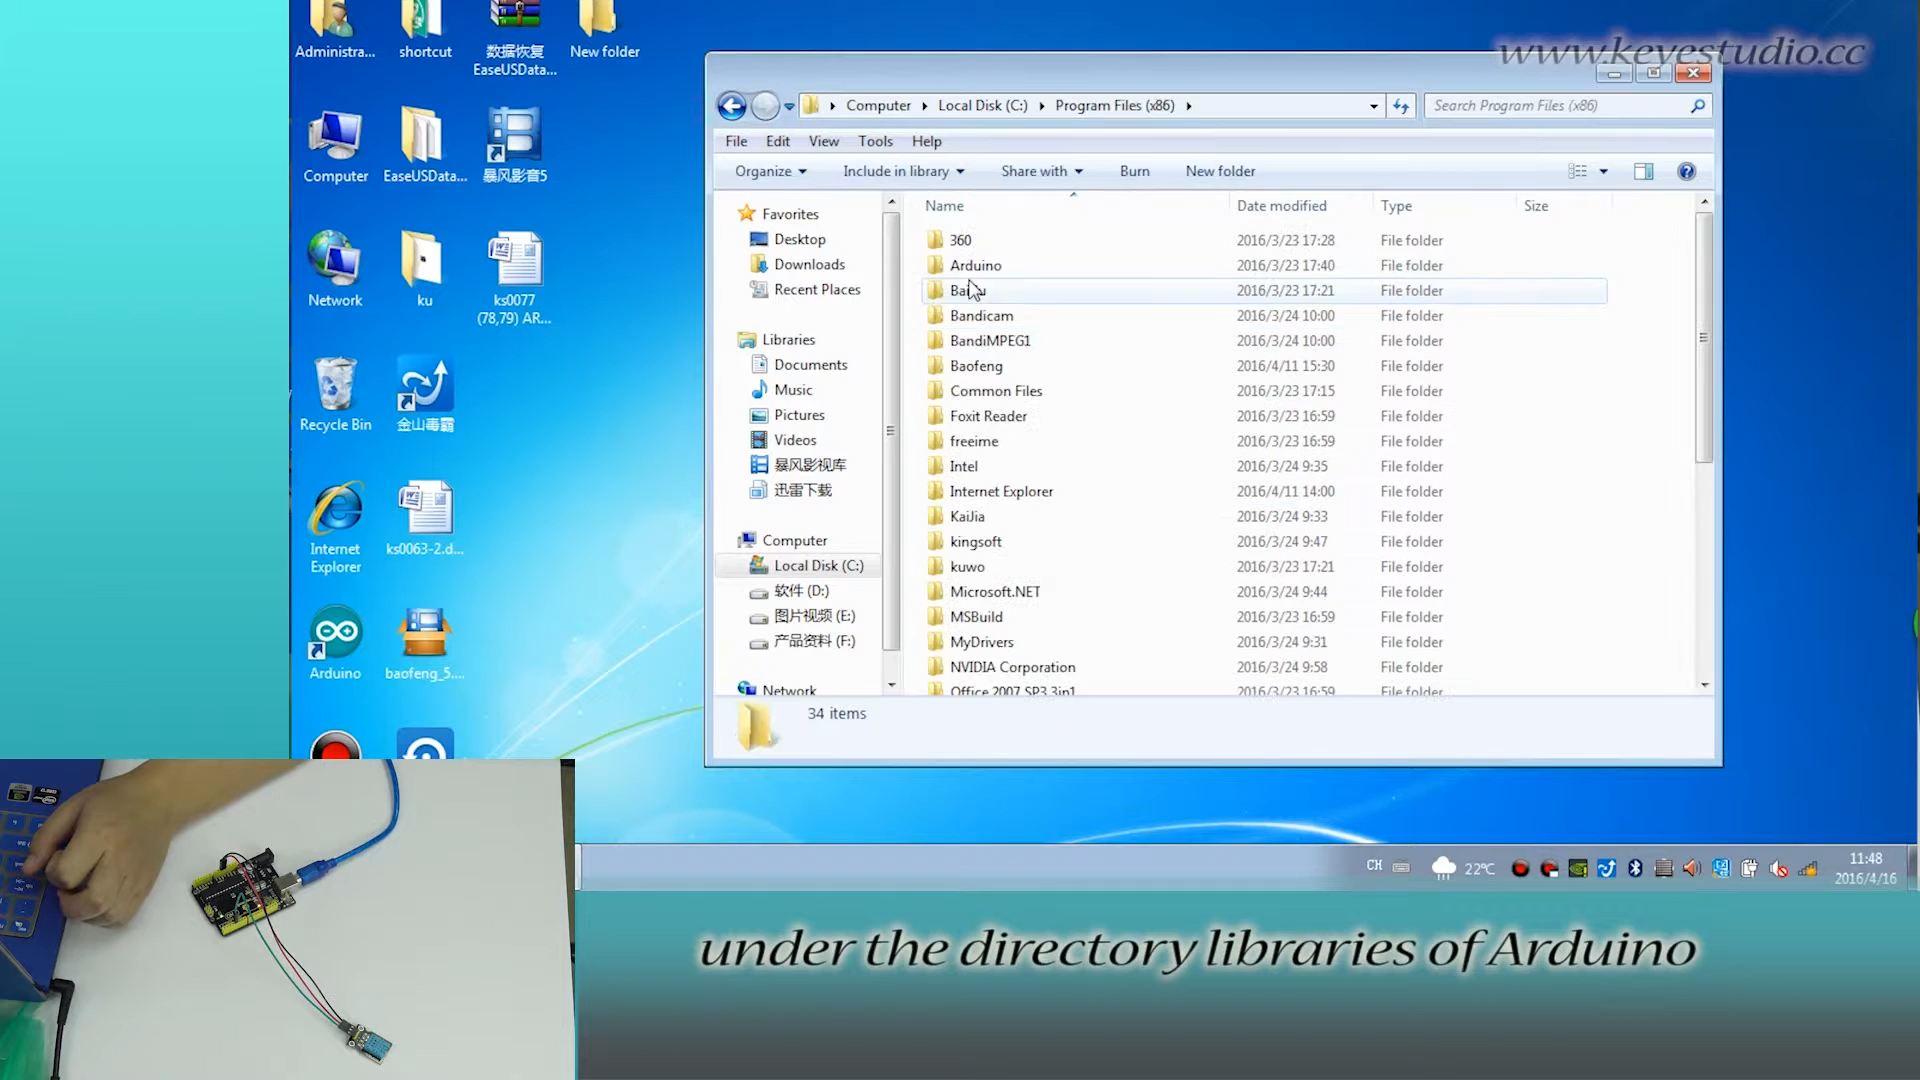 www.keyestudio.cc
Administra...
shortcut
数据恢复
EaseUSData...
New folder
Computer
EaseUSData...
暴风影音5
Network
ku
ks0077
(78,79) AR...
Recycle Bin
金山毒霸
Internet
Explorer
ks0063-2.d...
Arduino
baofeng_5....
Computer
Local Disk (C:)
Program Files (x86)
Search Program Files (x86)
File Edit View Tools Help
Organize
Include in library
Share with
Burn
New folder
Favorites
Desktop
Downloads
Recent Places
Libraries
Documents
Music
Pictures
Videos
暴风影视库
迅雷下载
Computer
Local Disk (C:)
软件 (D:)
图片视频 (E:)
产品资料 (F:)
Network
Name Date modified Type Size
360 2016/3/23 17:28 File folder
Arduino 2016/3/23 17:40 File folder
2016/3/23 17:21 File folder
Bandicam 2016/3/24 10:00 File folder
BandiMPEG1 2016/3/24 10:00 File folder
Baofeng 2016/4/11 15:30 File folder
Common Files 2016/3/23 17:15 File folder
Foxit Reader 2016/3/23 16:59 File folder
freeime 2016/3/23 16:59 File folder
Intel 2016/3/24 9:35 File folder
Internet Explorer 2016/4/11 14:00 File folder
KaiJia 2016/3/24 9:33 File folder
kingsoft 2016/3/24 9:47 File folder
kuwo 2016/3/23 17:21 File folder
Microsoft.NET 2016/3/24 9:44 File folder
MSBuild 2016/3/23 16:59 File folder
MyDrivers 2016/3/24 9:31 File folder
NVIDIA Corporation 2016/3/24 9:58 File folder
Office 2007 SP3 3in1 2016/3/23 16:59 File folder
34 items
CH
22℃
11:48
2016/4/16
under the directory libraries of Arduino